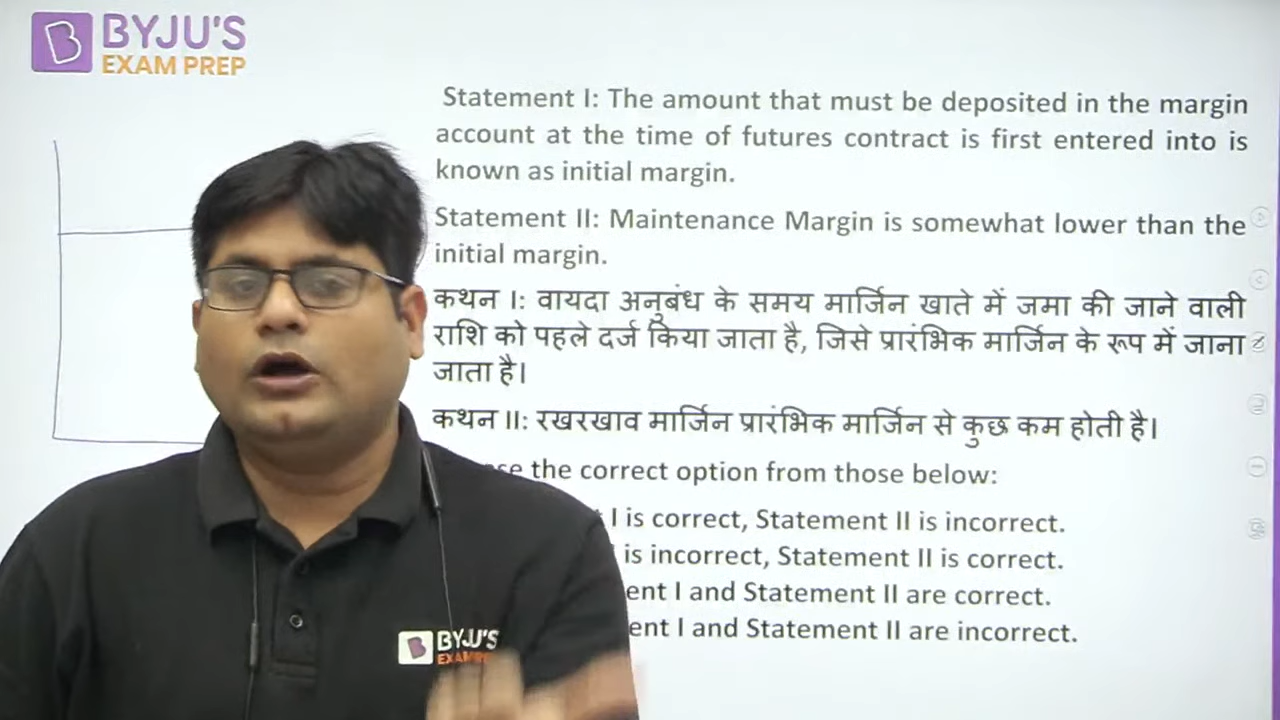 BYJU'S
EXAM PREP
Statement I: The amount that must be deposited in the margin
account at the time of futures contract is first entered into is
known as initial margin.
Statement II: Maintenance Margin is somewhat lower than the
initial margin.
कथन I: वायदा अनुबंध के समय मार्जिन खाते में जमा की जाने वाली
राशि को पहले दर्ज किया जाता है, जिसे प्रारंभिक मार्जिन के रूप में जाना
जाता है।
कथन II: रखरखाव मार्जिन प्रारंभिक मार्जिन से कुछ कम होती है।
the correct option from those below:
I is correct, Statement II is incorrect.
is incorrect, Statement II is correct.
I and Statement II are correct.
I and Statement II are incorrect.
BYJU'S